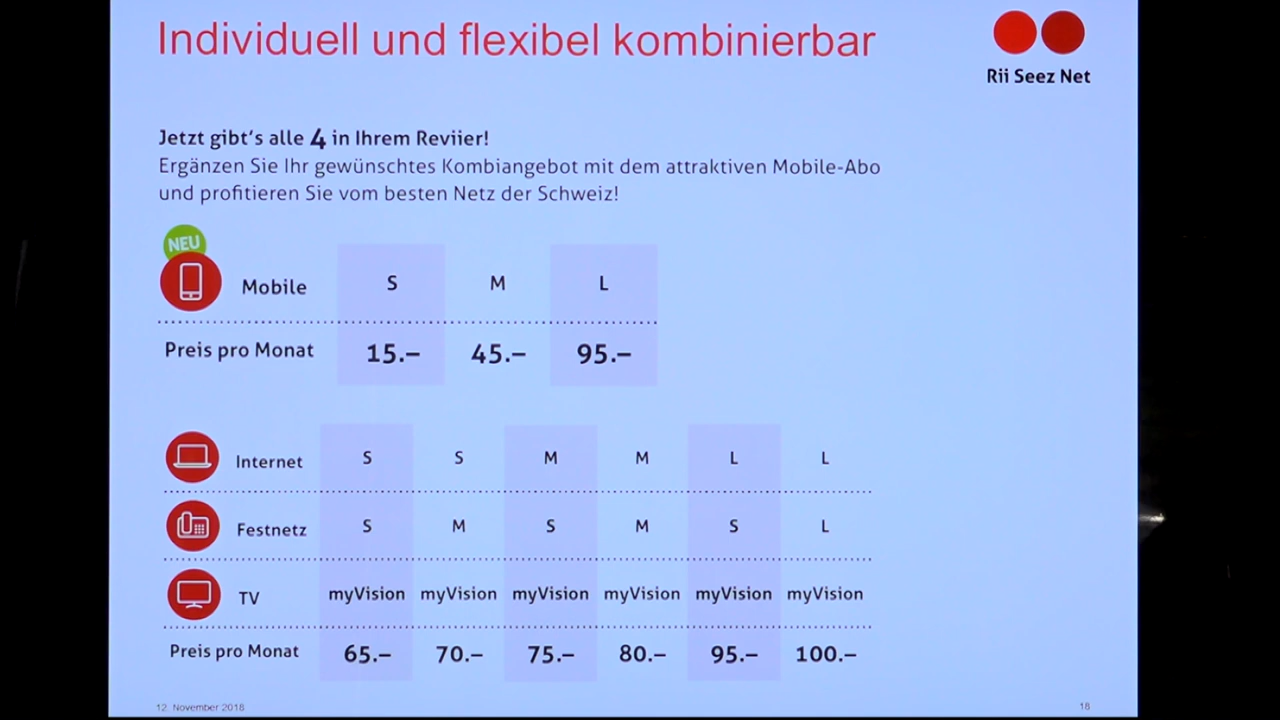 Individuell und flexibel kombinierbar
Rii Seez Net
Jetzt gibt's alle 4 in Ihrem Reviier!
Ergänzen Sie Ihr gewünschtes Kombiangebot mit dem attraktiven Mobile-Abo
und profitieren Sie vom besten Netz der Schweiz!
NEU
Mobile S M L
Preis pro Monat 15.– 45.– 95.–
Internet S S M M L L
Festnetz S M S M S L
TV myVision myVision myVision myVision myVision myVision
Preis pro Monat 65.– 70.– 75.– 80.– 95.– 100.–
12. November 2018 18